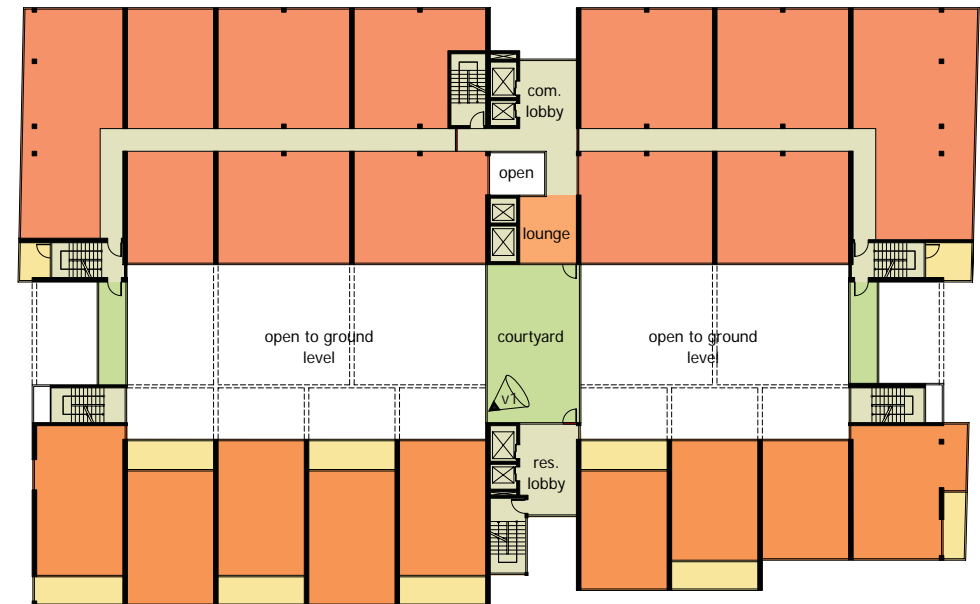 com.
lobby
open
lounge
open to ground
level
courtyard
open to ground
level
v1
res.
lobby